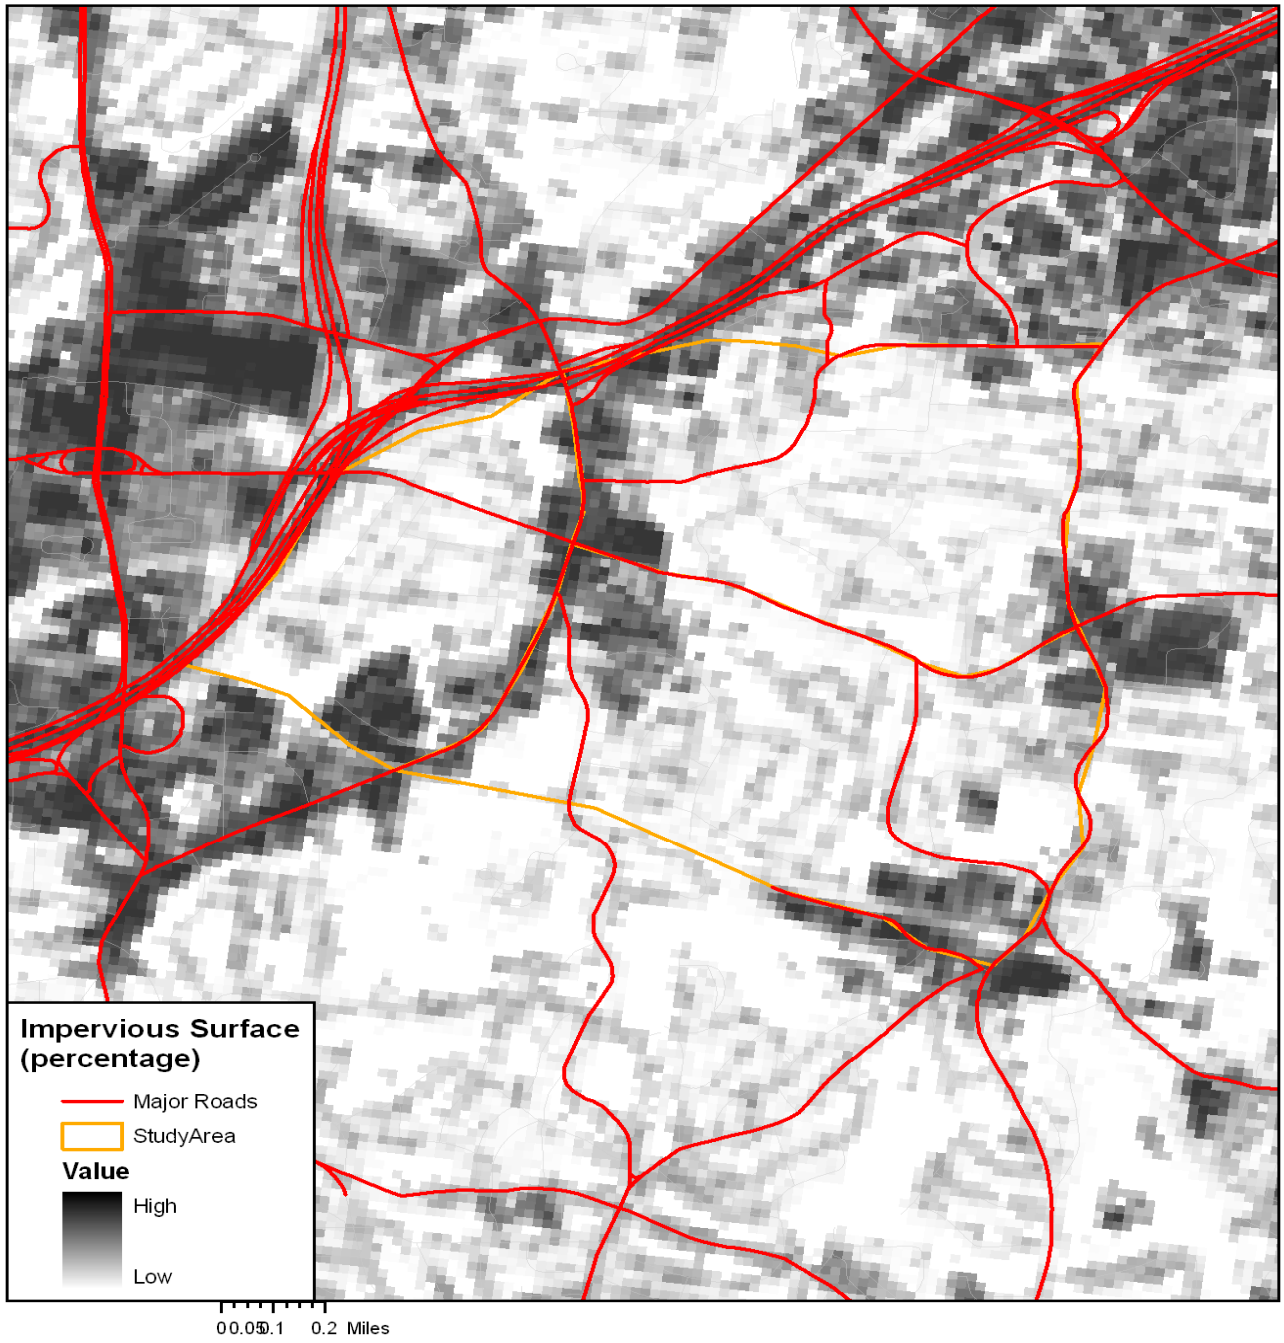 Impervious Surface
(percentage)
Major Roads
StudyArea
Value
High
Low
0 0.05 0.1 0.2 Miles